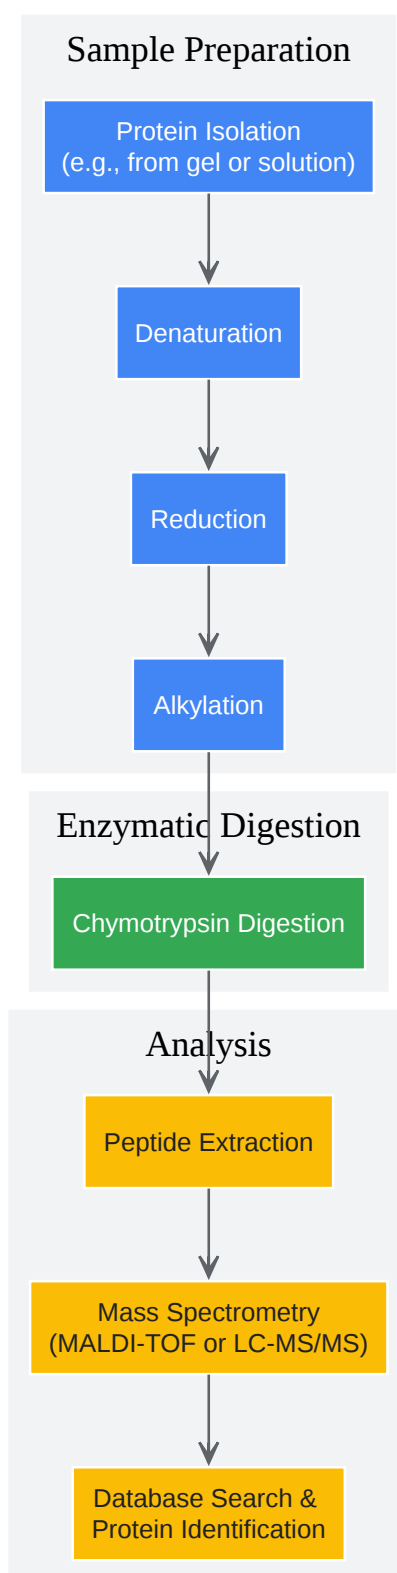 Sample Preparation
Protein Isolation
(e.g., from gel or solution)
Denaturation
Reduction
Alkylation
Enzymatic Digestion
Chymotrypsin Digestion
Analysis
Peptide Extraction
Mass Spectrometry
(MALDI-TOF or LC-MS/MS)
Database Search &
Protein Identification